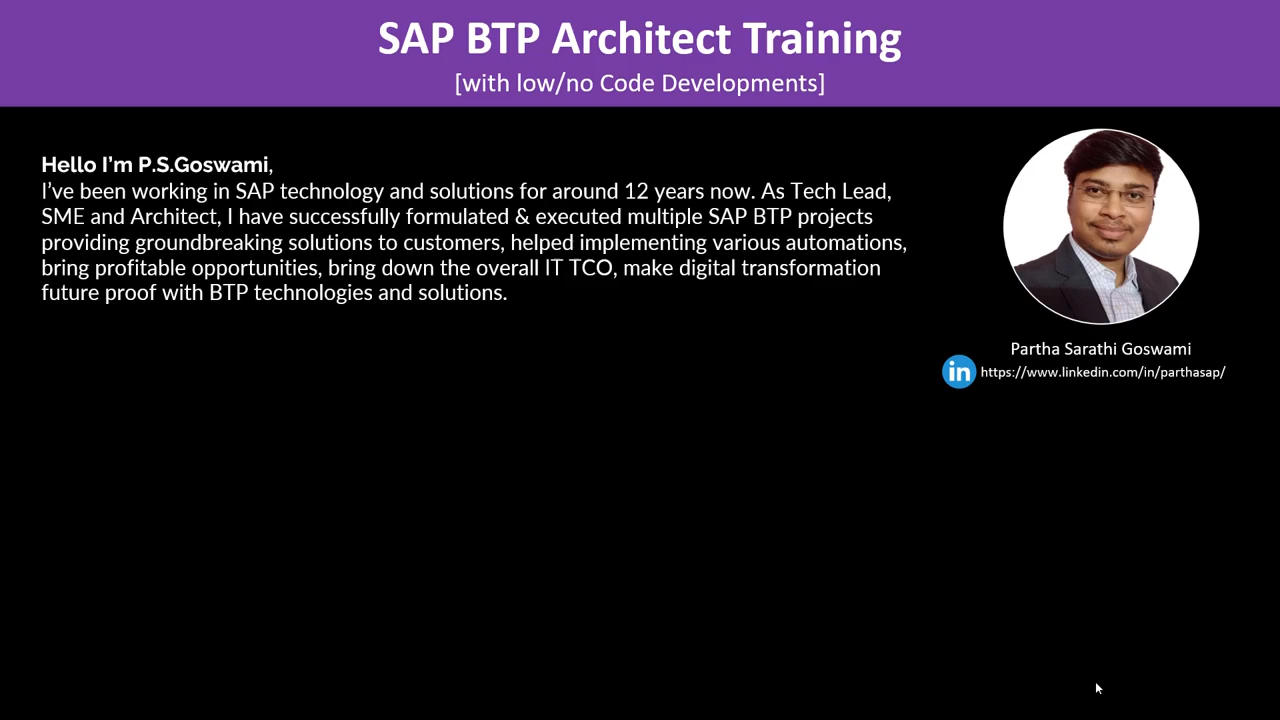 SAP BTP Architect Training
[with low/no Code Developments]
Hello I'm P.S.Goswami,
I've been working in SAP technology and solutions for around 12 years now. As Tech Lead,
SME and Architect, I have successfully formulated & executed multiple SAP BTP projects
providing groundbreaking solutions to customers, helped implementing various automations,
bring profitable opportunities, bring down the overall IT TCO, make digital transformation
future proof with BTP technologies and solutions.
Partha Sarathi Goswami
in https://www.linkedin.com/in/parthasap/